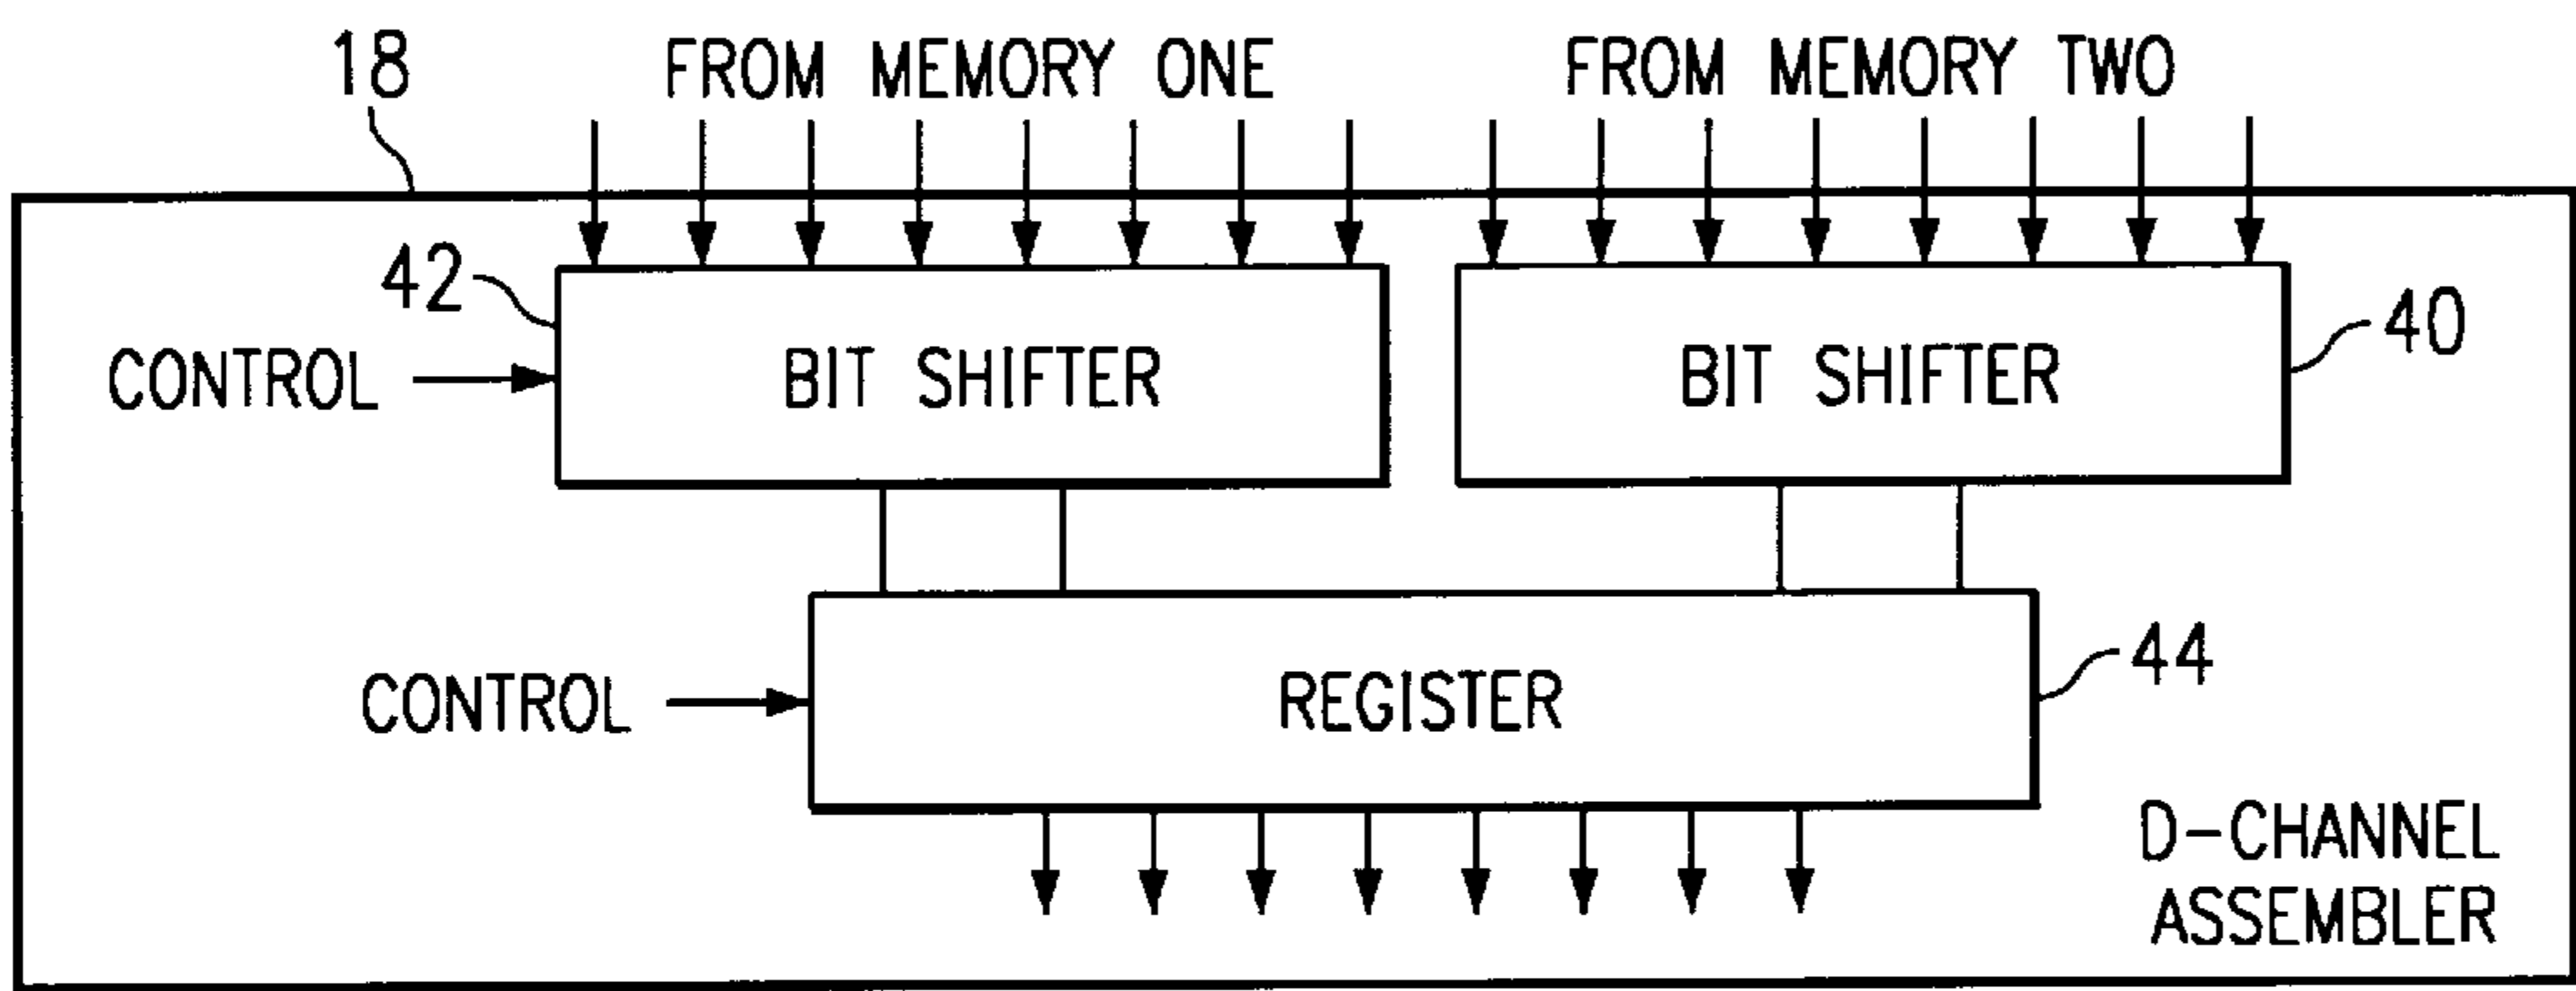 18
FROM MEMORY ONE
FROM MEMORY TWO
42
CONTROL
BIT SHIFTER
BIT SHIFTER
40
CONTROL
REGISTER
44
D-CHANNEL
ASSEMBLER